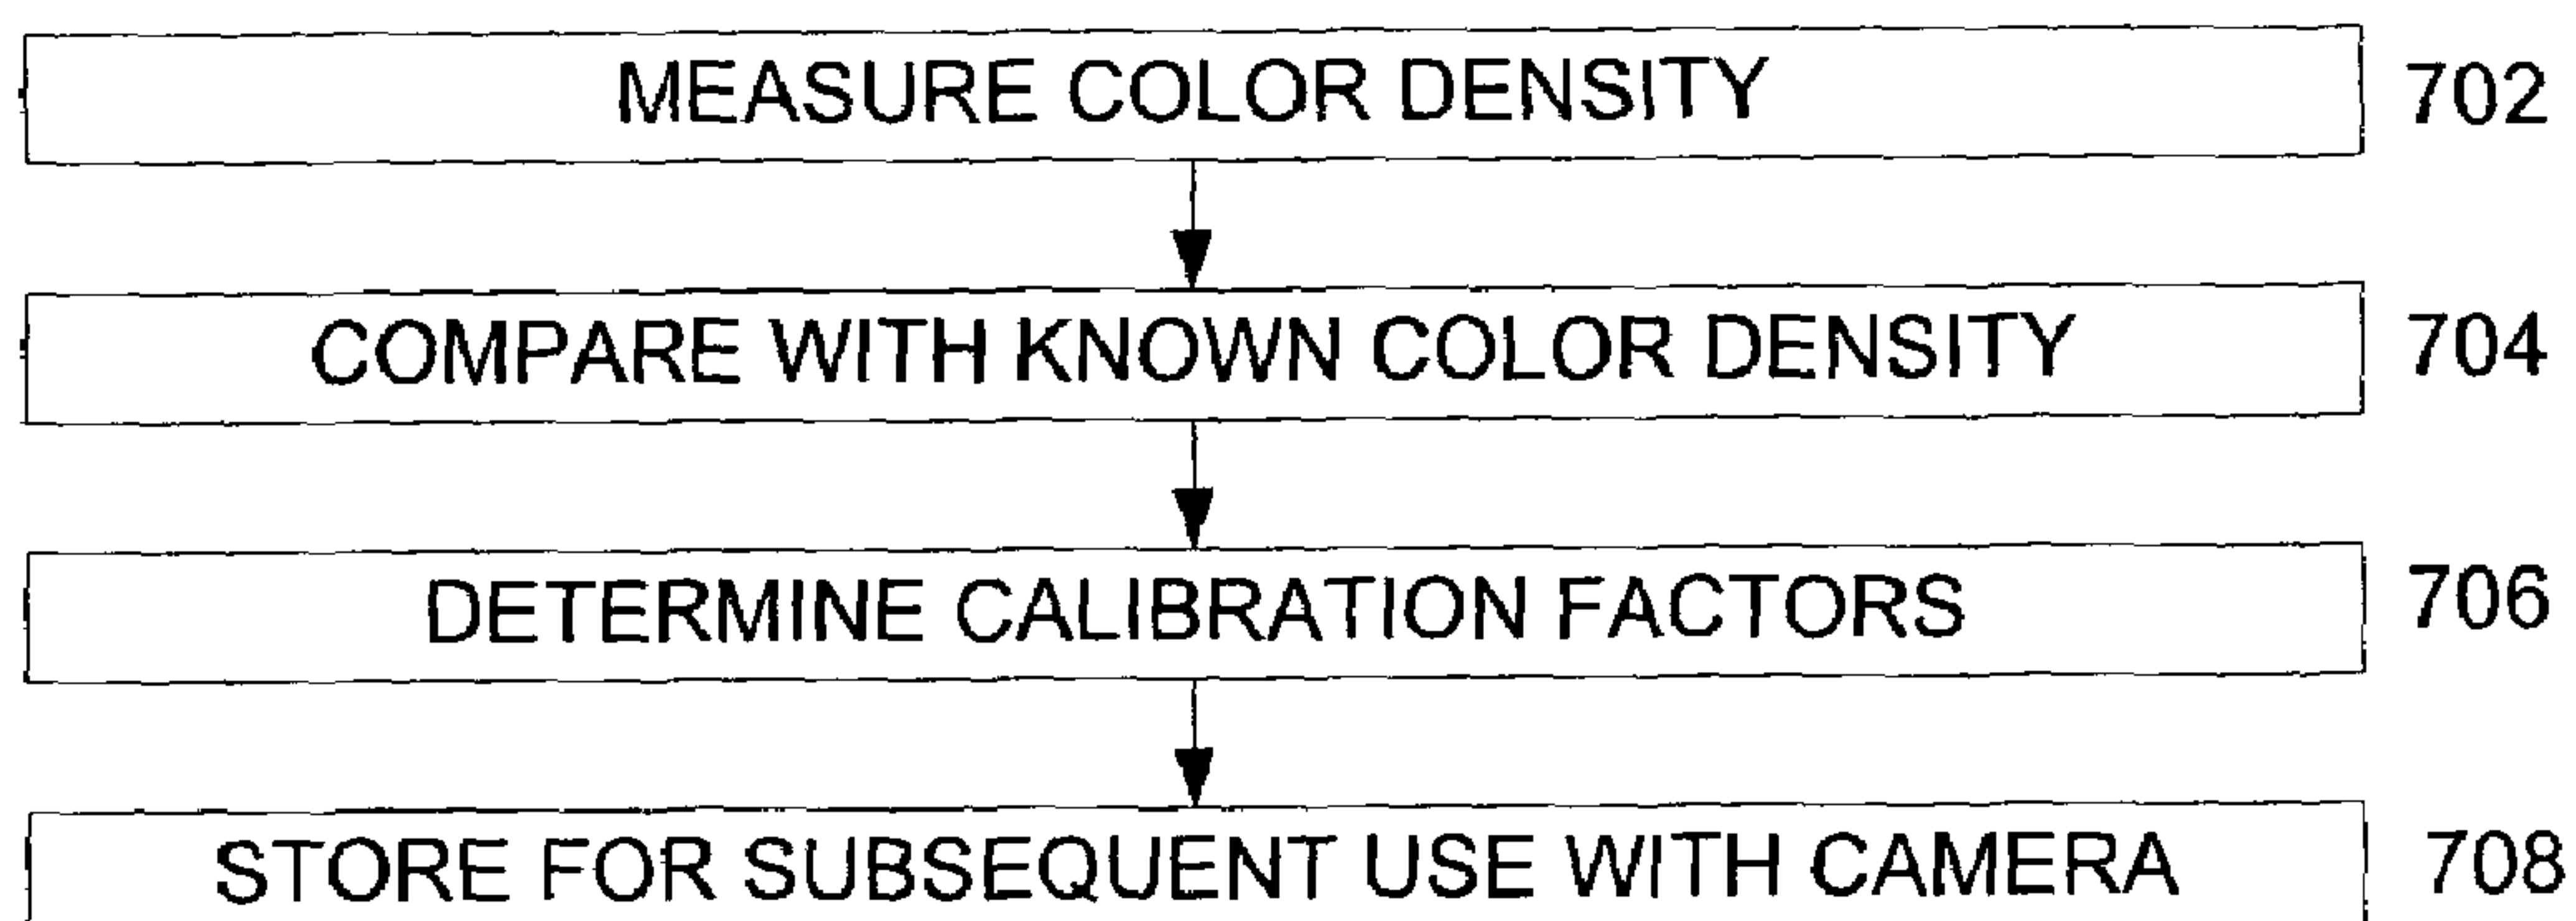 MEASURE COLOR DENSITY 702
COMPARE WITH KNOWN COLOR DENSITY 704
DETERMINE CALIBRATION FACTORS 706
STORE FOR SUBSEQUENT USE WITH CAMERA 708